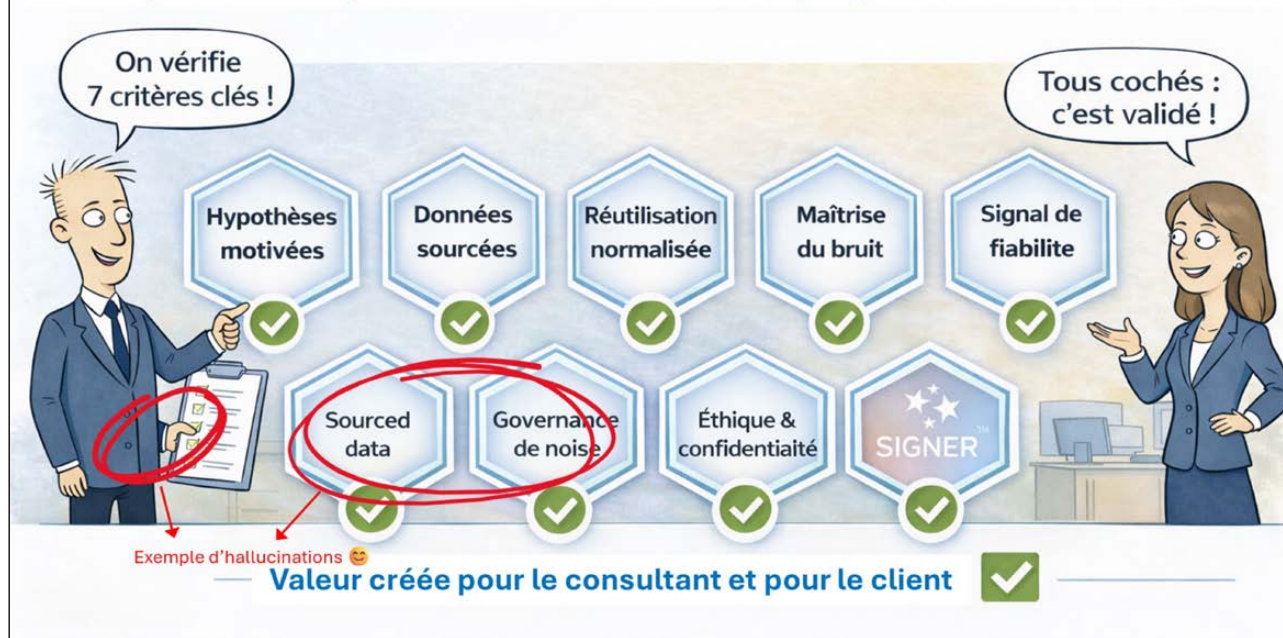 On vérifie
7 critères clés !
Tous cochés :
c'est validé !
Hypothèses
motivées
Données
sourcées
Réutilisation
normalisée
Maîtrise
du bruit
Signal de
fiabilite
Sourced
data
Governance
de noise
Éthique &
confidentiaité
SIGNER™
Exemple d'hallucinations 😊
Valeur créée pour le consultant et pour le client